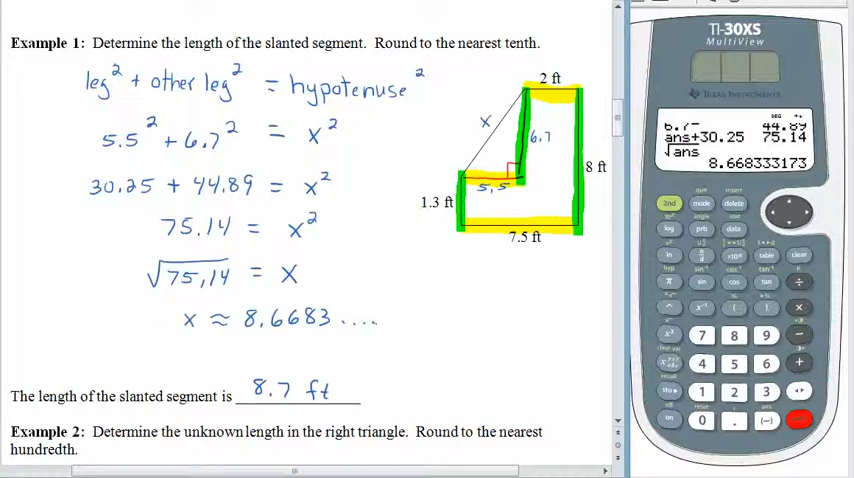 Example 1: Determine the length of the slanted segment. Round to the nearest tenth.
leg² + other leg² = hypotenuse²
5.5² + 6.7² = x²
30.25 + 44.89 = x²
75.14 = x²
√75.14 = x
x ≈ 8.6683 ....
The length of the slanted segment is 8.7 ft
Example 2: Determine the unknown length in the right triangle. Round to the nearest
hundredth.
2 ft
x
6.7
8 ft
5.5
1.3 ft
7.5 ft
TI-30XS
MultiView
TEXAS INSTRUMENTS
DEG
44.89
ans+30.25 75.14
√ans
8.668333173
2nd mode delete
log prb data
ln n/d ×10ⁿ table clear
π sin cos tan ÷
^ x⁻¹ ( ) ×
x² 7 8 9 −
4 5 6 +
sto▸ 1 2 3
on 0 . (−)